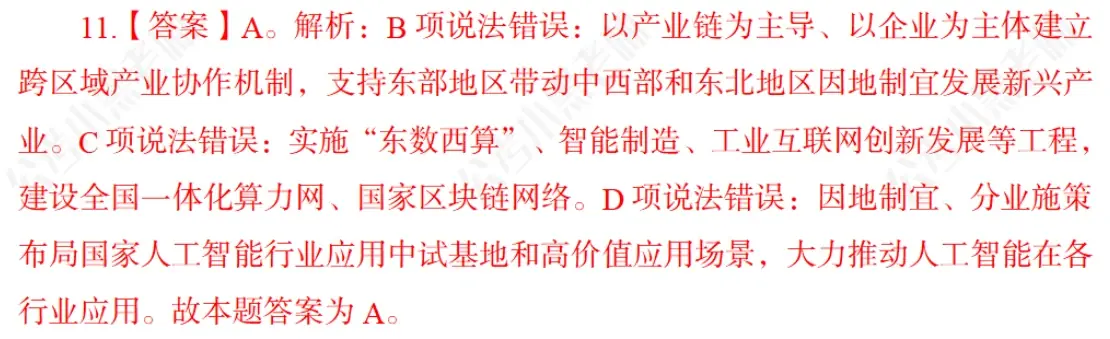 11.【答案】A。解析：B 项说法错误：以产业链为主导、以企业为主体建立
跨区域产业协作机制，支持东部地区带动中西部和东北地区因地制宜发展新兴产
业。C 项说法错误：实施“东数西算”、智能制造、工业互联网创新发展等工程，
建设全国一体化算力网、国家区块链网络。D 项说法错误：因地制宜、分业施策
布局国家人工智能行业应用中试基地和高价值应用场景，大力推动人工智能在各
行业应用。故本题答案为 A。